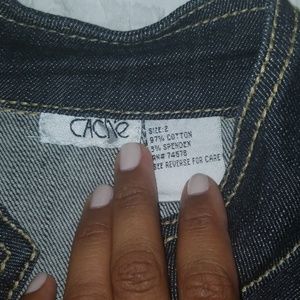 CACHE
SIZE: 2
97% COTTON
3% SPENDEX
RN# 74578
SEE REVERSE FOR CARE